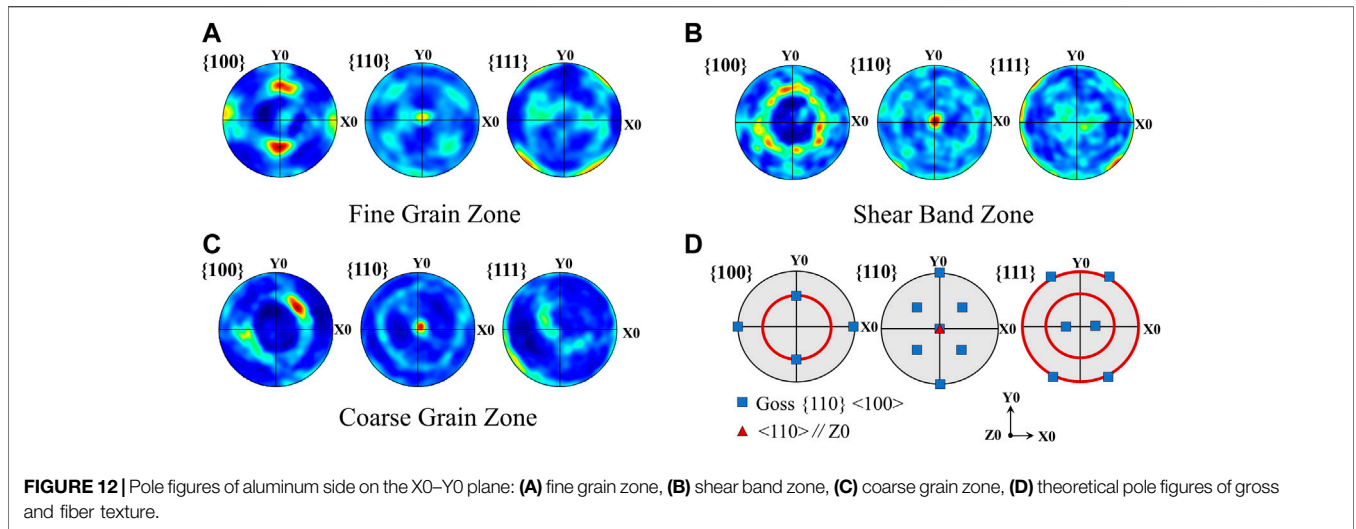 A
B
Y0
Y0
Y0
Y0
Y0
Y0
{100}
{110}
{111}
{100}
{110}
{111}
X0
X0
X0
X0
X0
X0
Fine Grain Zone
Shear Band Zone
C
D
Y0
Y0
Y0
Y0
Y0
Y0
{100}
{110}
{111}
{100}
{110}
{111}
X0
X0
X0
X0
X0
X0
Coarse Grain Zone
Goss {110} <100>
<110> // Z0
Y0
Z0
X0
FIGURE 12 | Pole figures of aluminum side on the X0–Y0 plane: (A) fine grain zone, (B) shear band zone, (C) coarse grain zone, (D) theoretical pole figures of gross
and fiber texture.